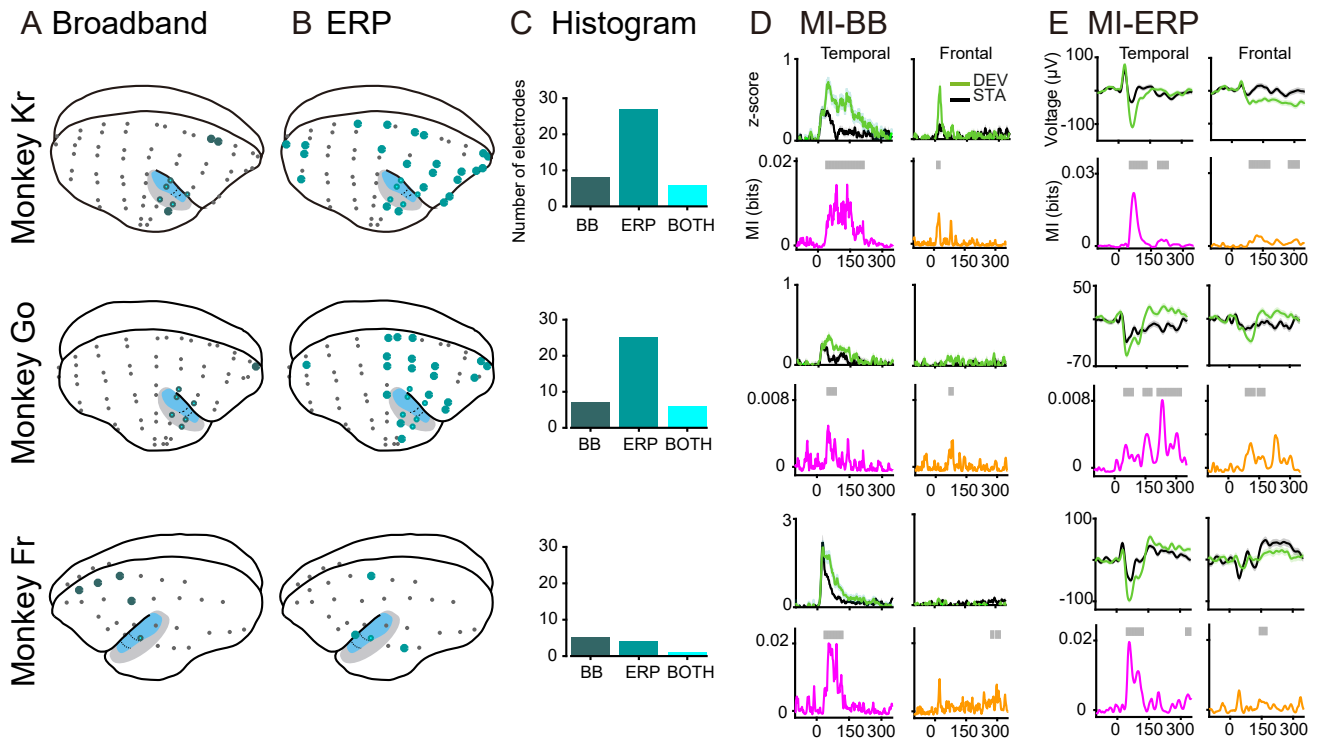 A Broadband B ERP C Histogram D MI-BB E MI-ERP
Temporal Frontal Temporal Frontal
Monkey Kr
Number of electrodes
30
20
10
0
BB ERP BOTH
z-score
1
0
DEV
STA
MI (bits)
0.02
0
0 150 300 0 150 300
Voltage (µV)
100
-100
MI (bits)
0.03
0
0 150 300 0 150 300
Monkey Go
30
20
10
0
BB ERP BOTH
1
0
0.008
0
0 150 300 0 150 300
50
-70
0.008
0
0 150 300 0 150 300
Monkey Fr
30
20
10
0
BB ERP BOTH
3
0
0.02
0
0 150 300 0 150 300
100
-100
0.02
0
0 150 300 0 150 300